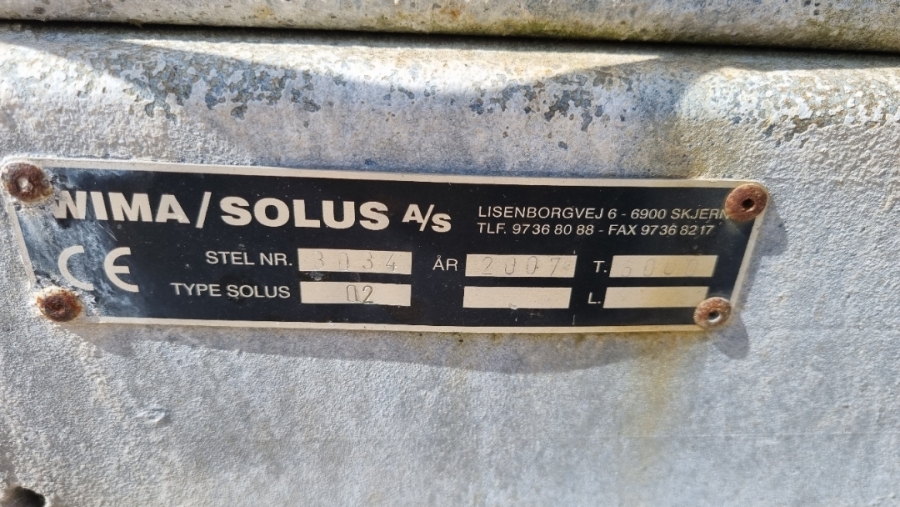 WIMA/SOLUS A/S
LISENBORGVEJ 6 - 6900 SKJERN
TLF. 9736 80 88 - FAX 9736 8217
CE
STEL NR. 3034 ÅR 2007 T.
TYPE SOLUS 02 L.